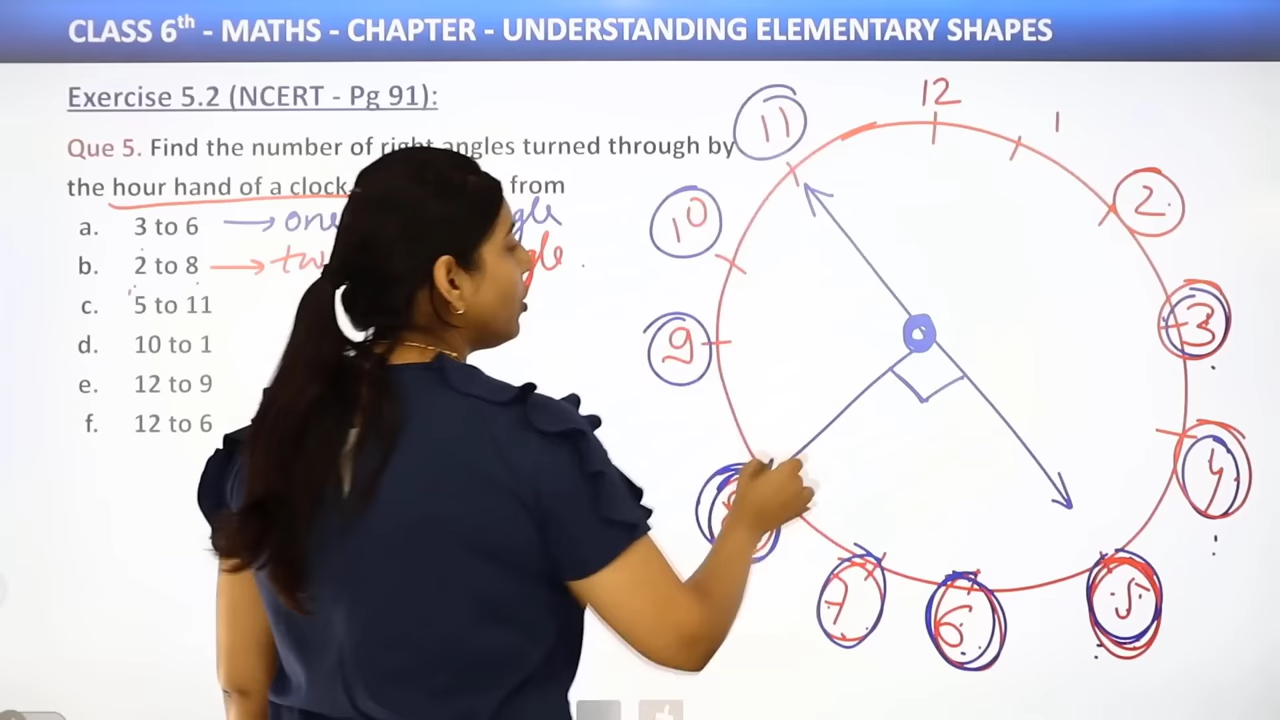 CLASS 6th - MATHS - CHAPTER - UNDERSTANDING ELEMENTARY SHAPES
Exercise 5.2 (NCERT - Pg 91):
Que 5. Find the number of right angles turned through by
the hour hand of a clock from
a. 3 to 6 → one
b. 2 to 8 →
c. 5 to 11
d. 10 to 1
e. 12 to 9
f. 12 to 6
12
1
2
3
4
5
6
7
9
10
11